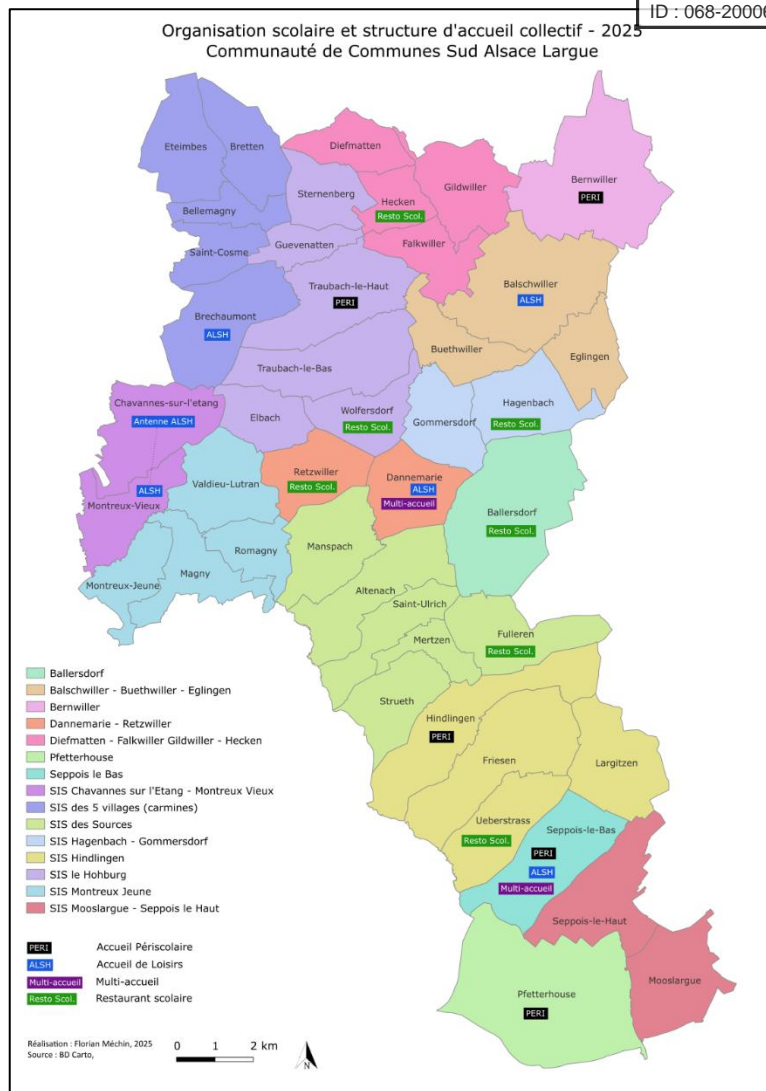 ID : 068-20006
Organisation scolaire et structure d'accueil collectif - 2025
Communauté de Communes Sud Alsace Largue
Eteimbes
Bretten
Diefmatten
Bernwiller
PERI
Sternenberg
Hecken
Resto Scol.
Gildwiller
Bellemagny
Saint-Cosme
Guevenatten
Falkwiller
Traubach-le-Haut
PERI
Balschwiller
ALSH
Brechaumont
ALSH
Buethwiller
Eglingen
Traubach-le-Bas
Chavannes-sur-l'etang
Antenne ALSH
Elbach
Wolfersdorf
Resto Scol.
Gommersdorf
Hagenbach
Resto Scol.
Valdieu-Lutran
Retzwiller
Resto Scol.
Dannemarie
ALSH
Multi-accueil
ALSH
Montreux-Vieux
Ballersdorf
Resto Scol.
Manspach
Romagny
Magny
Montreux-Jeune
Altenach
Saint-Ulrich
Mertzen
Fulleren
Resto Scol.
Strueth
Hindlingen
PERI
Friesen
Largitzen
Ueberstrass
Resto Scol.
Seppois-le-Bas
PERI
ALSH
Multi-accueil
Seppois-le-Haut
Mooslargue
Pfetterhouse
PERI
Ballersdorf
Balschwiller - Buethwiller - Eglingen
Bernwiller
Dannemarie - Retzwiller
Diefmatten - Falkwiller Gildwiller - Hecken
Pfetterhouse
Seppois le Bas
SIS Chavannes sur l'Etang - Montreux Vieux
SIS des 5 villages (carmines)
SIS des Sources
SIS Hagenbach - Gommersdorf
SIS Hindlingen
SIS le Hohburg
SIS Montreux Jeune
SIS Mooslargue - Seppois le Haut
PERI Accueil Périscolaire
ALSH Accueil de Loisirs
Multi-accueil Multi-accueil
Resto Scol. Restaurant scolaire
Réalisation : Florian Méchin, 2025
Source : BD Carto,
0 1 2 km
N